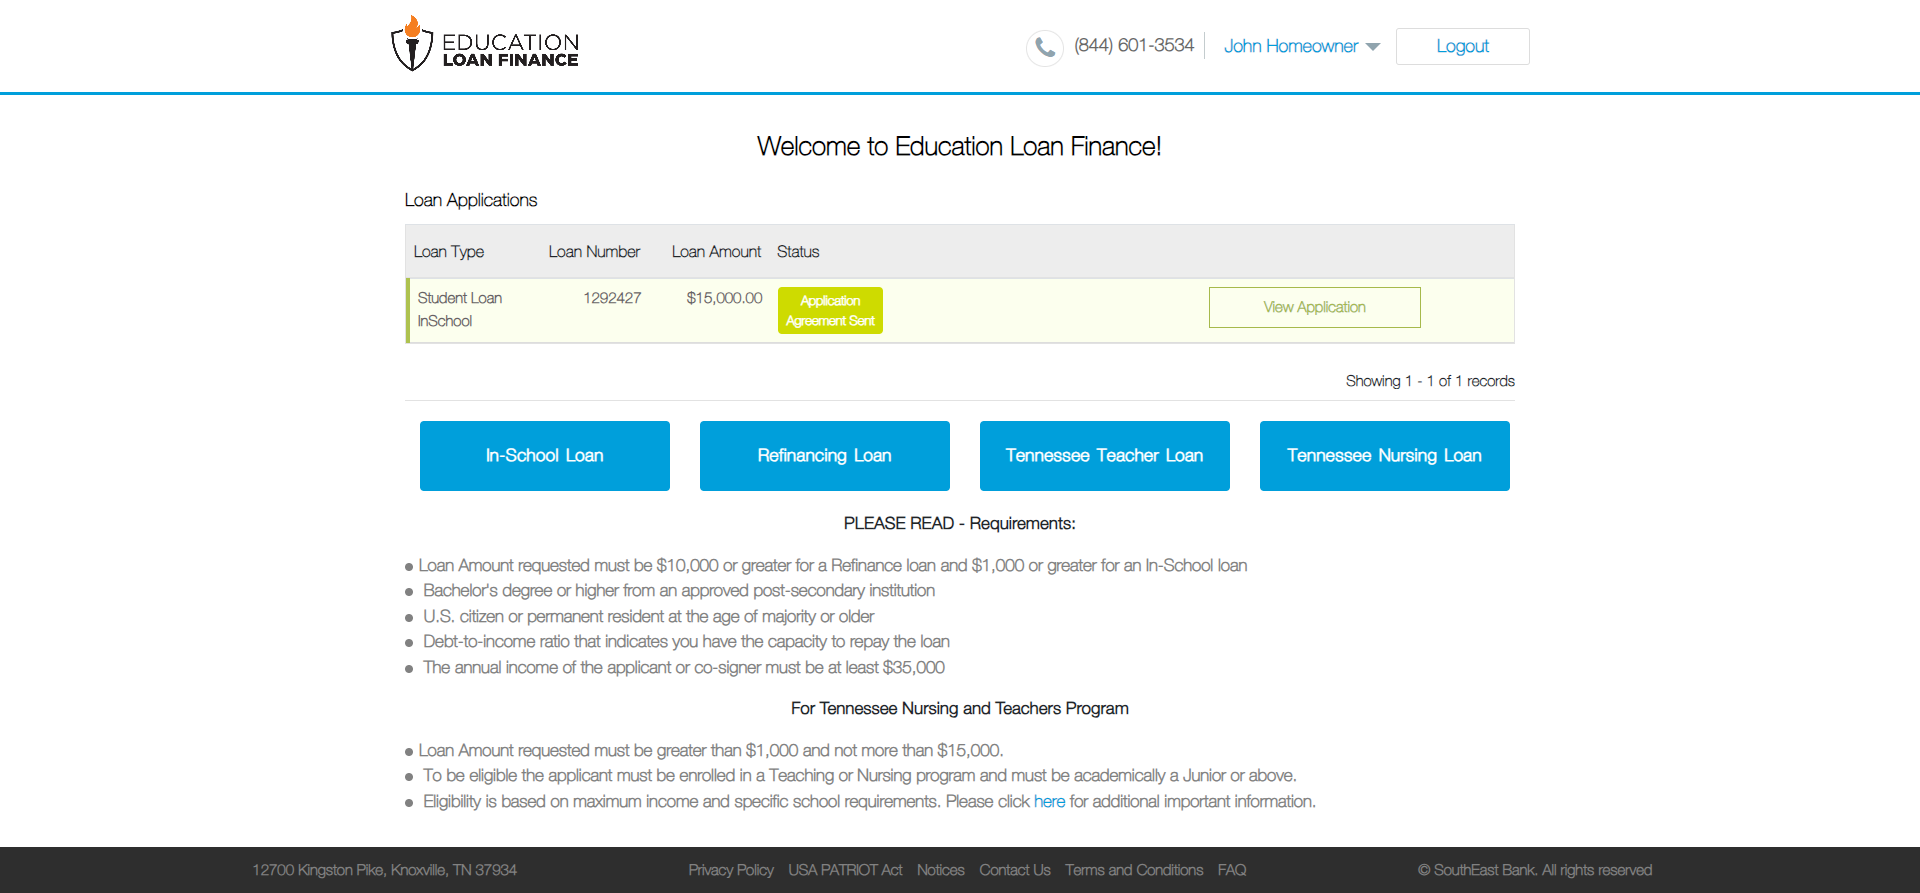 EDUCATION
LOAN FINANCE
(844) 601-3534
John Homeowner
Logout
Welcome to Education Loan Finance!
Loan Applications
Loan Type Loan Number Loan Amount Status
Student Loan 1292427 $15,000.00 Application View Application
InSchool Agreement Sent
Showing 1 - 1 of 1 records
In-School Loan Refinancing Loan Tennessee Teacher Loan Tennessee Nursing Loan
PLEASE READ - Requirements:
Loan Amount requested must be $10,000 or greater for a Refinance loan and $1,000 or greater for an In-School loan
Bachelor's degree or higher from an approved post-secondary institution
U.S. citizen or permanent resident at the age of majority or older
Debt-to-income ratio that indicates you have the capacity to repay the loan
The annual income of the applicant or co-signer must be at least $35,000
For Tennessee Nursing and Teachers Program
Loan Amount requested must be greater than $1,000 and not more than $15,000.
To be eligible the applicant must be enrolled in a Teaching or Nursing program and must be academically a Junior or above.
Eligibility is based on maximum income and specific school requirements. Please click here for additional important information.
12700 Kingston Pike, Knoxville, TN 37934 Privacy Policy USA PATRIOT Act Notices Contact Us Terms and Conditions FAQ © SouthEast Bank. All rights reserved